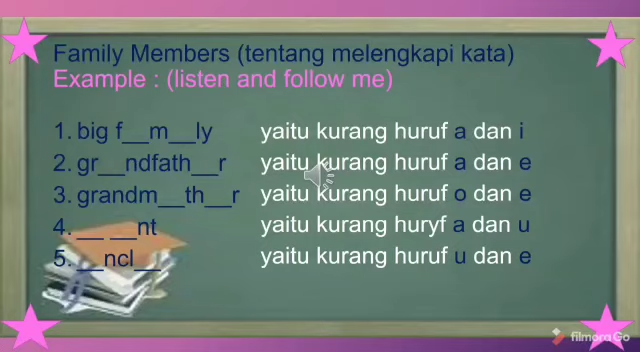 Family Members (tentang melengkapi kata)
Example : (listen and follow me)
1. big f__m__ly yaitu kurang huruf a dan i
2. gr__ndfath__r yaitu kurang huruf a dan e
3. grandm__th__r yaitu kurang huruf o dan e
4. __ __nt yaitu kurang huryf a dan u
5. __ncl__ yaitu kurang huruf u dan e
filmoraGo